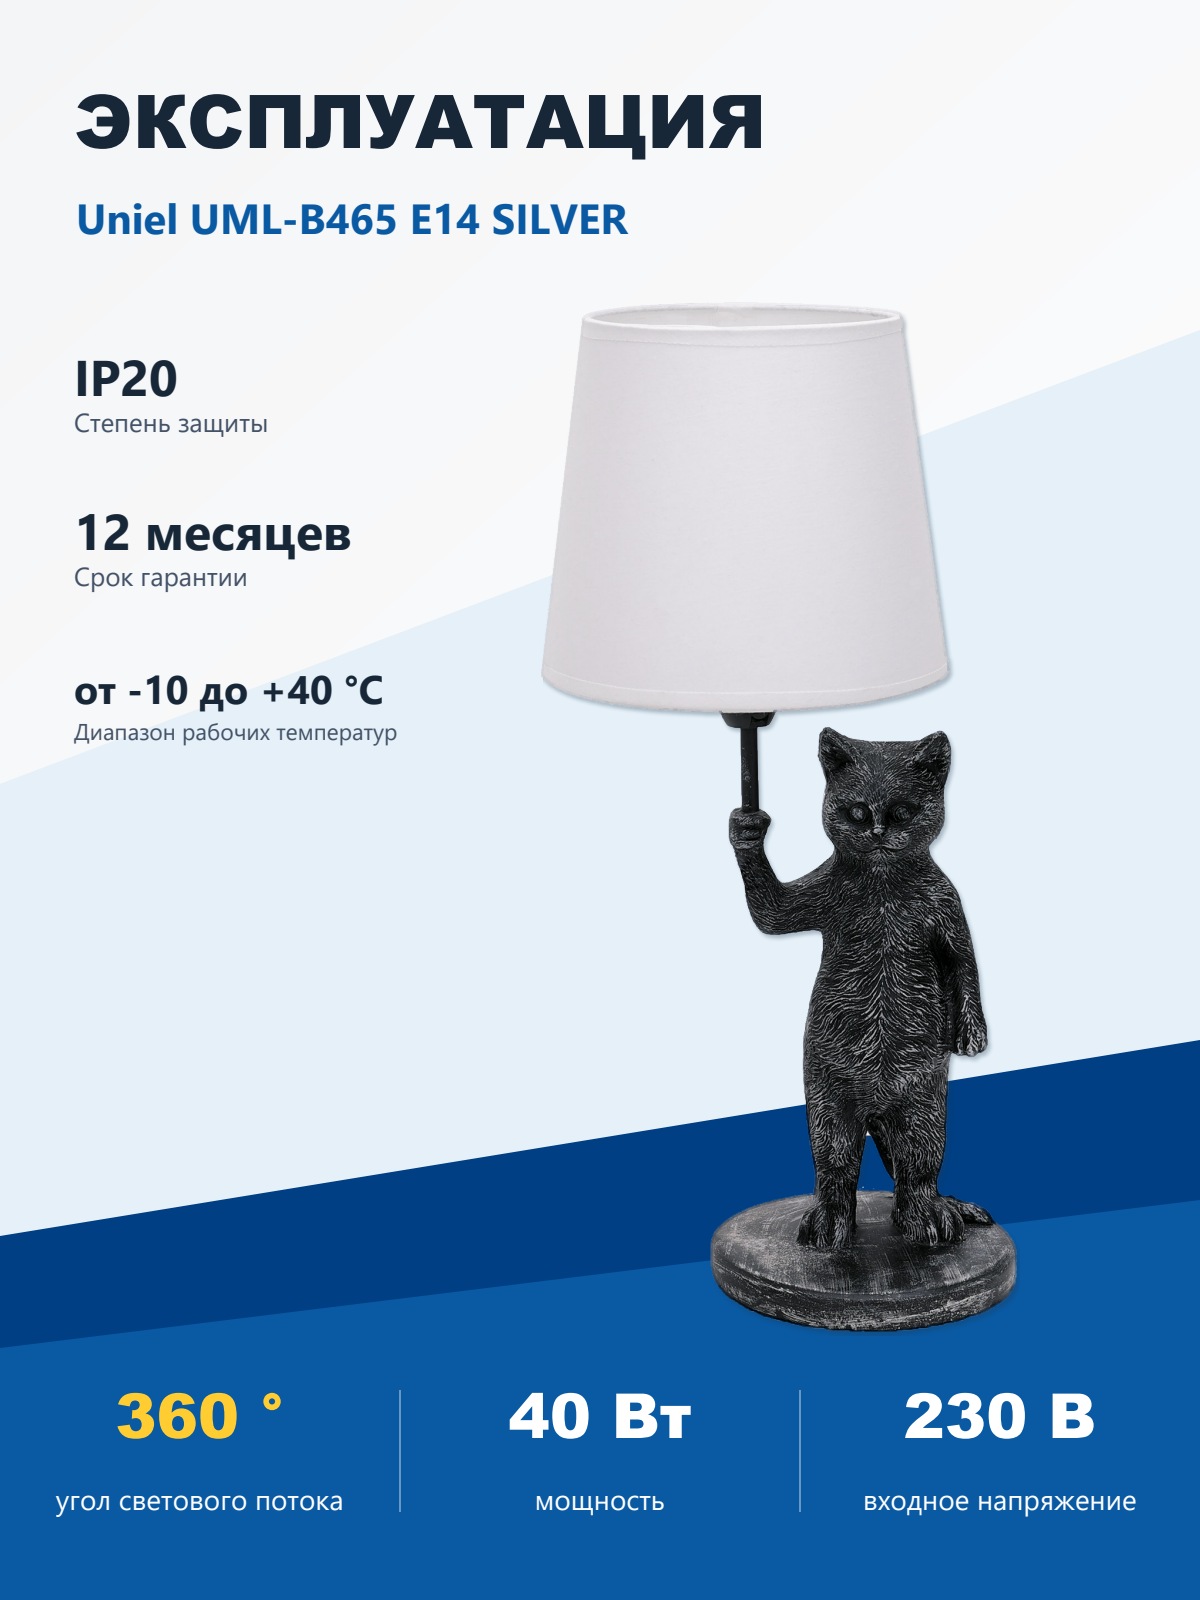 ЭКСПЛУАТАЦИЯ
Uniel UML-B465 E14 SILVER
IP20
Степень защиты
12 месяцев
Срок гарантии
от -10 до +40 °C
Диапазон рабочих температур
360 °
угол светового потока
40 Вт
мощность
230 В
входное напряжение